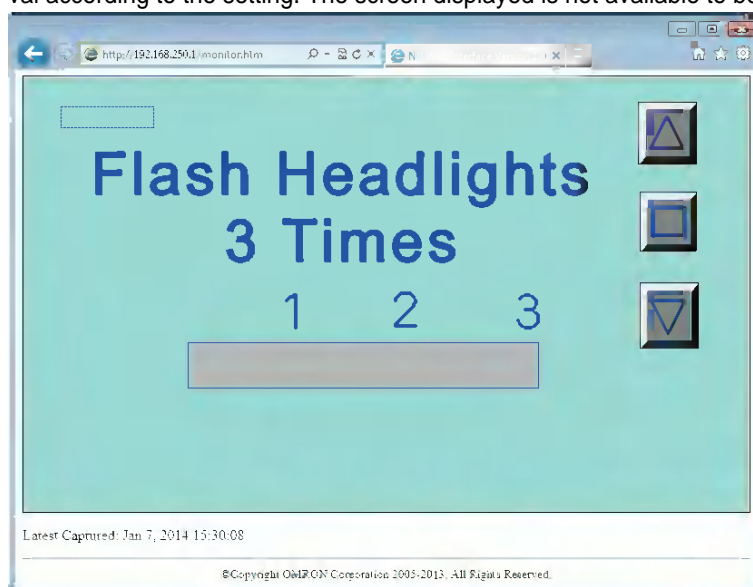 val according to the setting. The screen displayed is not available to be
http://192.168.250.1/monitor.htm
Flash Headlights
3 Times
1 2 3
Latest Captured: Jan 7, 2014 15:30:08
©Copyright OMRON Corporation 2005-2013. All Rights Reserved.